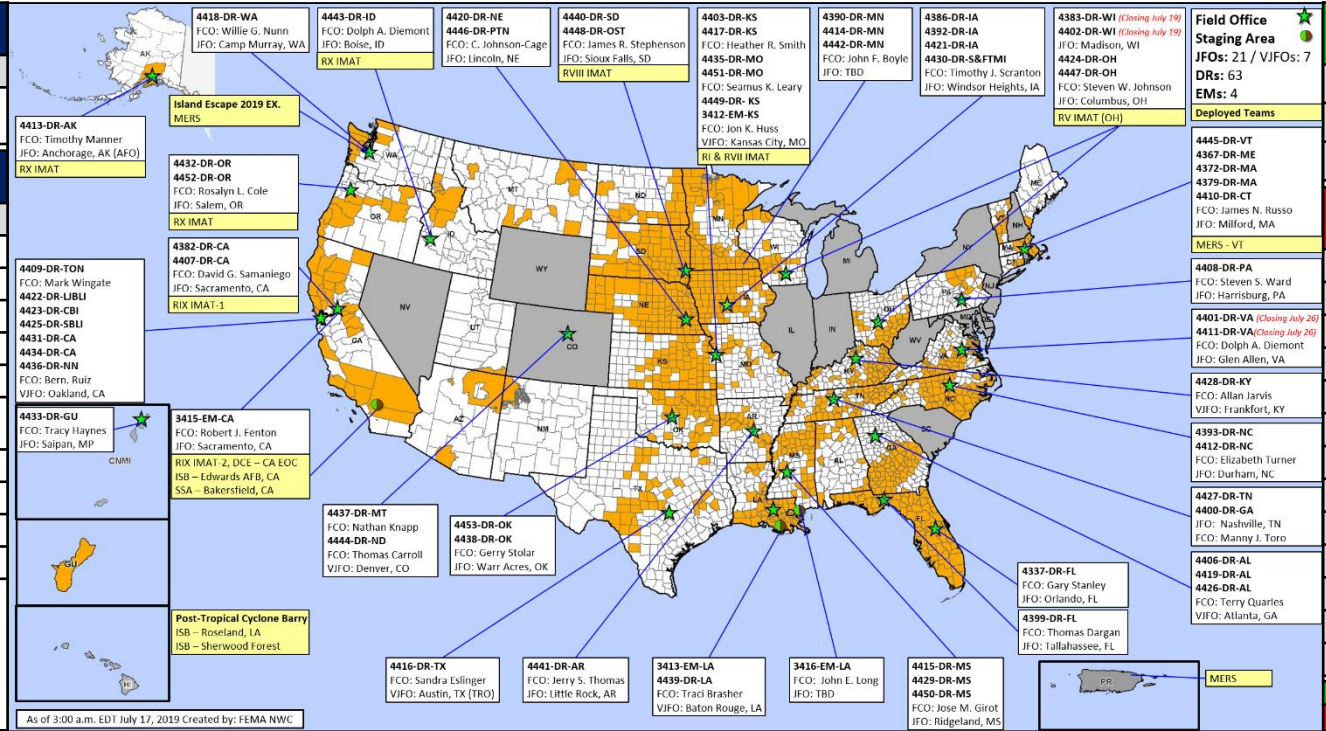 4418-DR-WA
FCO: Willie G. Nunn
JFO: Camp Murray, WA
4443-DR-ID
FCO: Dolph A. Diemont
JFO: Boise, ID
RX IMAT
4420-DR-NE
4446-DR-PTN
FCO: C. Johnson-Cage
JFO: Lincoln, NE
4440-DR-SD
4448-DR-OST
FCO: James R. Stephenson
JFO: Sioux Falls, SD
RVIII IMAT
4403-DR-KS
4417-DR-KS
FCO: Heather R. Smith
4435-DR-MO
4451-DR-MO
FCO: Seamus K. Leary
4449-DR- KS
3412-EM-KS
FCO: Jon K. Huss
VJFO: Kansas City, MO
RI & RVII IMAT
4390-DR-MN
4414-DR-MN
4442-DR-MN
FCO: John F. Boyle
JFO: TBD
4386-DR-IA
4392-DR-IA
4421-DR-IA
4430-DR-S&FTMI
FCO: Timothy J. Scranton
JFO: Windsor Heights, IA
4383-DR-WI (Closing July 19)
4402-DR-WI (Closing July 19)
JFO: Madison, WI
4424-DR-OH
4447-DR-OH
FCO: Steven W. Johnson
JFO: Columbus, OH
RV IMAT (OH)
Field Office
Staging Area
JFOs: 21 / VJFOs: 7
DRs: 63
EMs: 4
Deployed Teams
Island Escape 2019 EX.
MERS
4413-DR-AK
FCO: Timothy Manner
JFO: Anchorage, AK (AFO)
RX IMAT
4432-DR-OR
4452-DR-OR
FCO: Rosalyn L. Cole
JFO: Salem, OR
RX IMAT
4382-DR-CA
4407-DR-CA
FCO: David G. Samaniego
JFO: Sacramento, CA
RIX IMAT-1
4409-DR-TON
FCO: Mark Wingate
4422-DR-LJBLI
4423-DR-CBI
4425-DR-SBLI
4431-DR-CA
4434-DR-CA
4436-DR-NN
FCO: Bern. Ruiz
VJFO: Oakland, CA
4433-DR-GU
FCO: Tracy Haynes
JFO: Saipan, MP
3415-EM-CA
FCO: Robert J. Fenton
JFO: Sacramento, CA
RIX IMAT-2, DCE – CA EOC
ISB – Edwards AFB, CA
SSA – Bakersfield, CA
4437-DR-MT
FCO: Nathan Knapp
4444-DR-ND
FCO: Thomas Carroll
VJFO: Denver, CO
4453-DR-OK
4438-DR-OK
FCO: Gerry Stolar
JFO: Warr Acres, OK
Post-Tropical Cyclone Barry
ISB – Roseland, LA
ISB – Sherwood Forest
4416-DR-TX
FCO: Sandra Eslinger
VJFO: Austin, TX (TRO)
4441-DR-AR
FCO: Jerry S. Thomas
JFO: Little Rock, AR
3413-EM-LA
4439-DR-LA
FCO: Traci Brasher
VJFO: Baton Rouge, LA
3416-EM-LA
FCO: John E. Long
JFO: TBD
4415-DR-MS
4429-DR-MS
4450-DR-MS
FCO: Jose M. Girot
JFO: Ridgeland, MS
4337-DR-FL
FCO: Gary Stanley
JFO: Orlando, FL
4399-DR-FL
FCO: Thomas Dargan
JFO: Tallahassee, FL
4445-DR-VT
4367-DR-ME
4372-DR-MA
4379-DR-MA
4410-DR-CT
FCO: James N. Russo
JFO: Milford, MA
MERS - VT
4408-DR-PA
FCO: Steven S. Ward
JFO: Harrisburg, PA
4401-DR-VA (Closing July 26)
4411-DR-VA(Closing July 26)
FCO: Dolph A. Diemont
JFO: Glen Allen, VA
4428-DR-KY
FCO: Allan Jarvis
VJFO: Frankfort, KY
4393-DR-NC
4412-DR-NC
FCO: Elizabeth Turner
JFO: Durham, NC
4427-DR-TN
4400-DR-GA
JFO: Nashville, TN
FCO: Manny J. Toro
4406-DR-AL
4419-DR-AL
4426-DR-AL
FCO: Terry Quarles
VJFO: Atlanta, GA
MERS
AK
WA
OR
ID
MT
ND
MN
WI
MI
SD
WY
NE
IA
NV
UT
CO
KS
MO
IL
IN
OH
CA
AZ
NM
OK
AR
TX
LA
MS
AL
GA
FL
TN
KY
WV
VA
NC
SC
PA
NY
NJ
MD
VT
NH
ME
MA
CT
RI
CNMI
GU
HI
PR
As of 3:00 a.m. EDT July 17, 2019 Created by: FEMA NWC